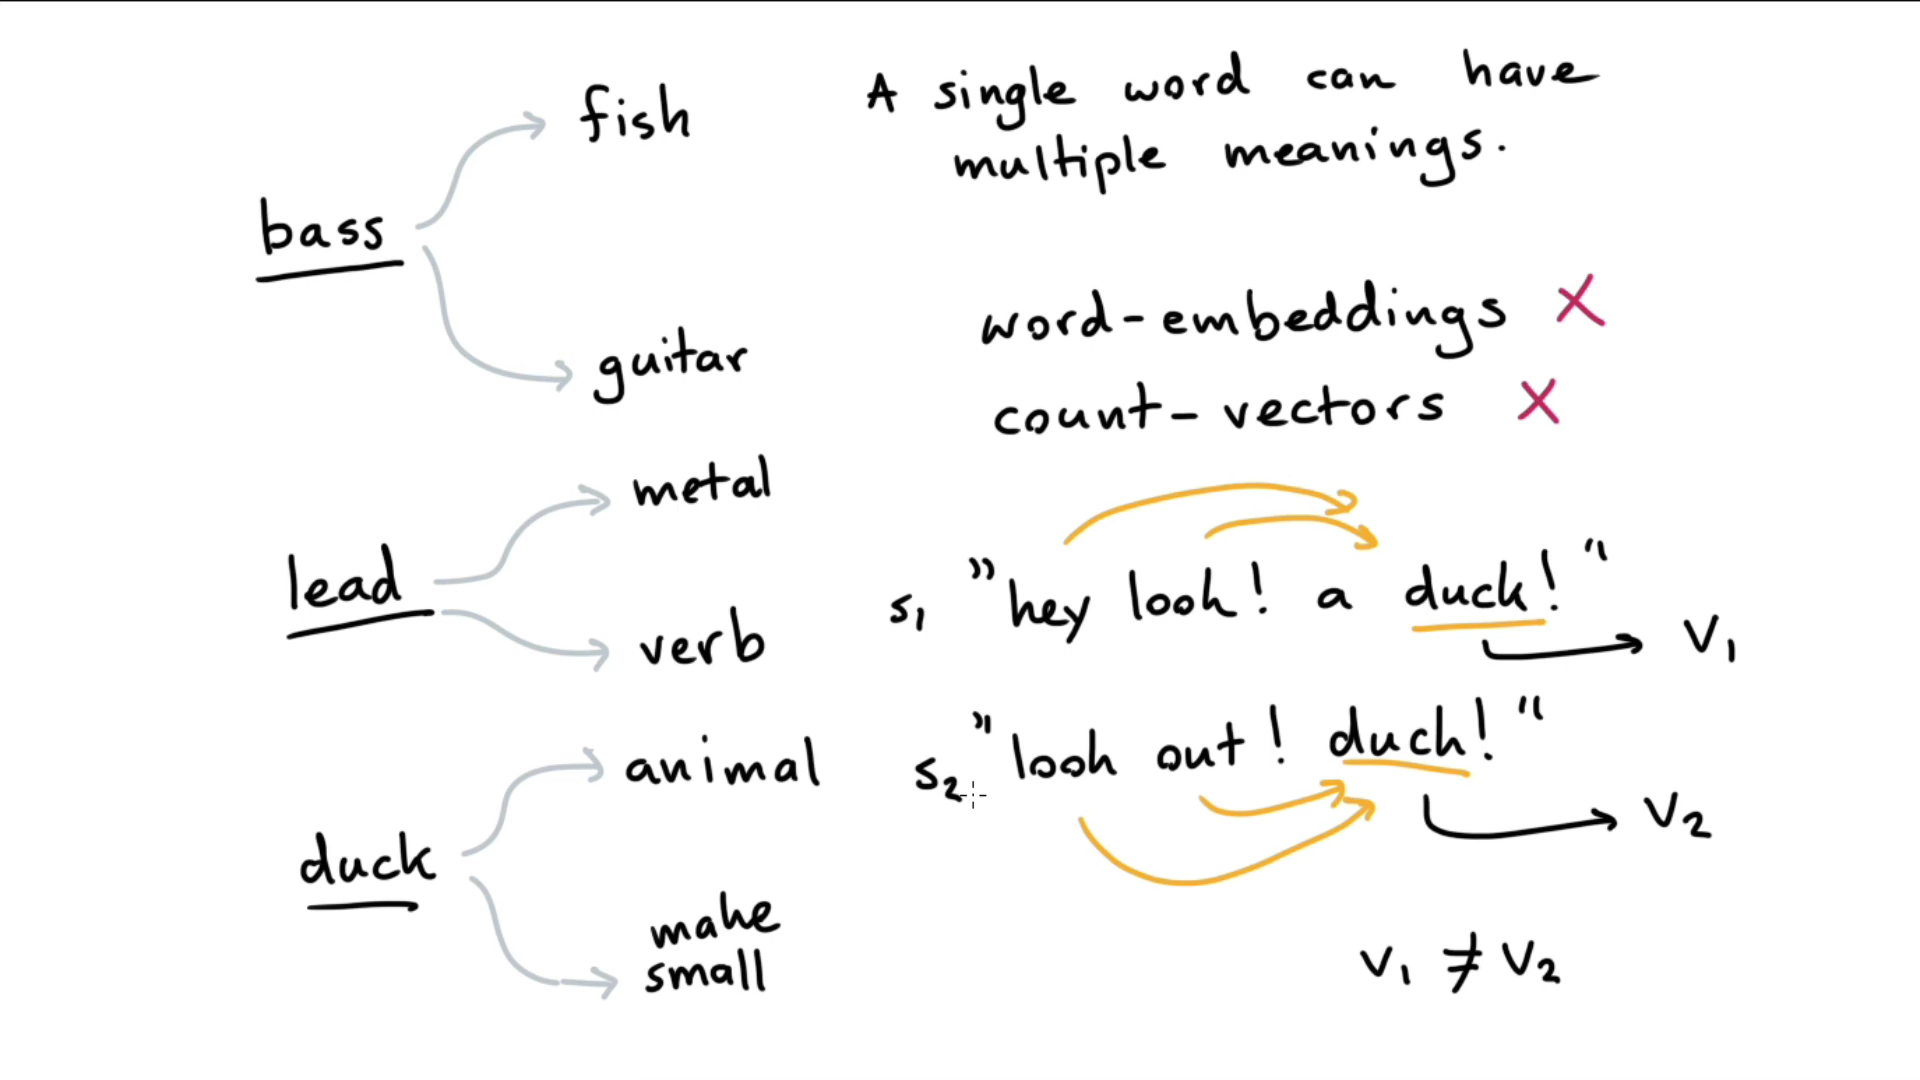 bass
fish
guitar
lead
metal
verb
duck
animal
make
small
A single word can have
multiple meanings.
word-embeddings X
count-vectors X
s₁ "hey look! a duck!"
v₁
s₂ "look out! duck!"
v₂
v₁ ≠ v₂